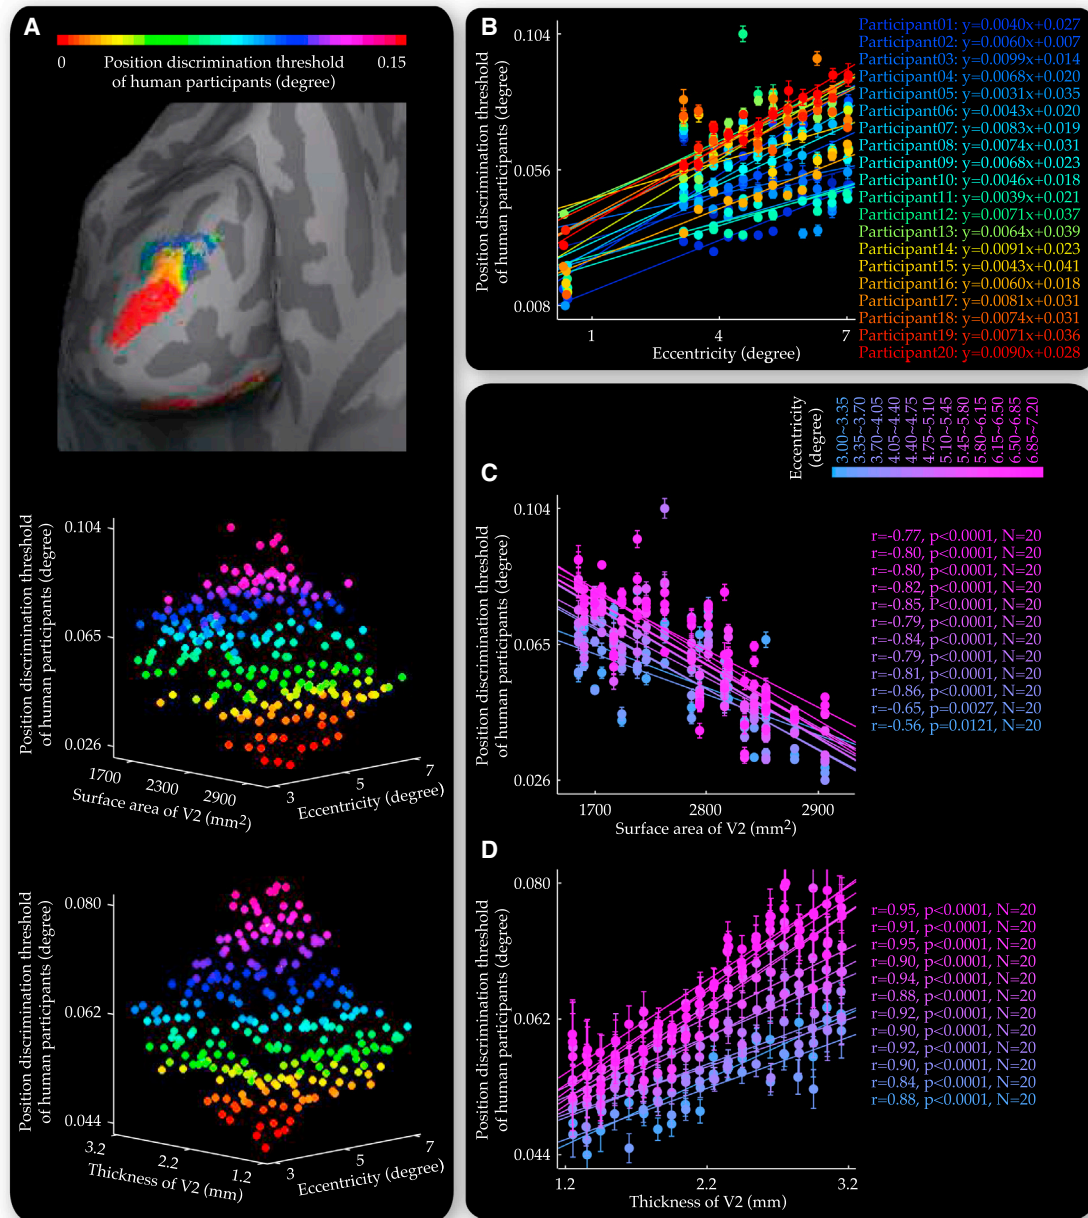 A
0
0.15
Position discrimination threshold
of human participants (degree)
Position discrimination threshold
of human participants (degree)
0.104
0.065
0.026
1700
2300
2900
Surface area of V2 (mm2)
3
5
7
Eccentricity (degree)
Position discrimination threshold
of human participants (degree)
0.080
0.062
0.044
3.2
2.2
1.2
Thickness of V2 (mm)
3
5
7
Eccentricity (degree)
B
Position discrimination threshold
of human participants (degree)
0.104
0.056
0.008
1
4
7
Eccentricity (degree)
Participant01: y=0.0040x+0.027
Participant02: y=0.0060x+0.007
Participant03: y=0.0099x+0.014
Participant04: y=0.0068x+0.020
Participant05: y=0.0031x+0.035
Participant06: y=0.0043x+0.020
Participant07: y=0.0083x+0.019
Participant08: y=0.0074x+0.031
Participant09: y=0.0068x+0.023
Participant10: y=0.0046x+0.018
Participant11: y=0.0039x+0.021
Participant12: y=0.0071x+0.037
Participant13: y=0.0064x+0.039
Participant14: y=0.0091x+0.023
Participant15: y=0.0043x+0.041
Participant16: y=0.0060x+0.018
Participant17: y=0.0081x+0.031
Participant18: y=0.0074x+0.031
Participant19: y=0.0071x+0.036
Participant20: y=0.0090x+0.028
Eccentricity
(degree)
3.00~3.35
3.35~3.70
3.70~4.05
4.05~4.40
4.40~4.75
4.75~5.10
5.10~5.45
5.45~5.80
5.80~6.15
6.15~6.50
6.50~6.85
6.85~7.20
C
Position discrimination threshold
of human participants (degree)
0.104
0.065
0.026
1700
2800
2900
Surface area of V2 (mm2)
r=-0.77, p<0.0001, N=20
r=-0.80, p<0.0001, N=20
r=-0.80, p<0.0001, N=20
r=-0.82, p<0.0001, N=20
r=-0.85, p<0.0001, N=20
r=-0.79, p<0.0001, N=20
r=-0.84, p<0.0001, N=20
r=-0.79, p<0.0001, N=20
r=-0.81, p<0.0001, N=20
r=-0.86, p<0.0001, N=20
r=-0.65, p=0.0027, N=20
r=-0.56, p=0.0121, N=20
D
Position discrimination threshold
of human participants (degree)
0.080
0.062
0.044
1.2
2.2
3.2
Thickness of V2 (mm)
r=0.95, p<0.0001, N=20
r=0.91, p<0.0001, N=20
r=0.95, p<0.0001, N=20
r=0.90, p<0.0001, N=20
r=0.94, p<0.0001, N=20
r=0.88, p<0.0001, N=20
r=0.92, p<0.0001, N=20
r=0.90, p<0.0001, N=20
r=0.92, p<0.0001, N=20
r=0.90, p<0.0001, N=20
r=0.84, p<0.0001, N=20
r=0.88, p<0.0001, N=20